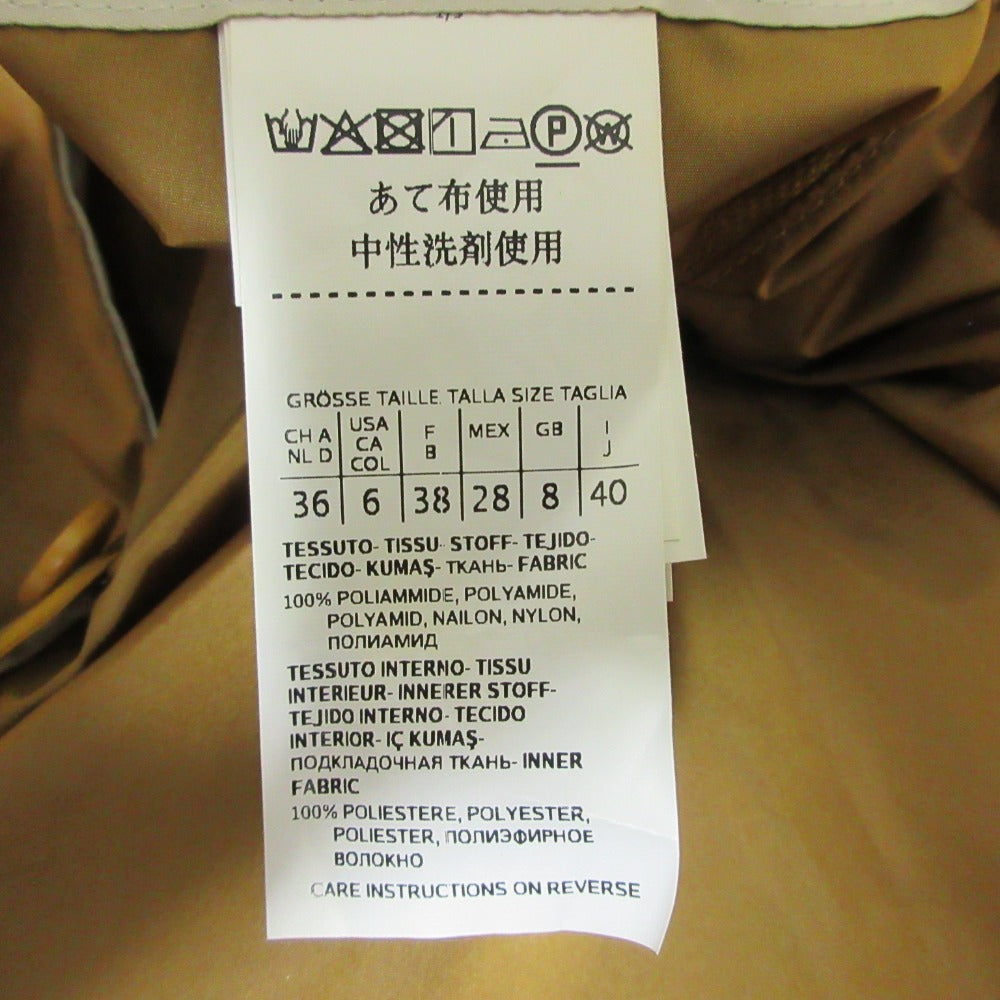 P W
あて布使用
中性洗剤使用
GRÖSSE TAILLE TALLA SIZE TAGLIA
CH A NL D | USA CA COL | F B | MEX | GB | I J
36 | 6 | 38 | 28 | 8 | 40
TESSUTO- TISSU- STOFF- TEJIDO-
TECIDO- KUMAŞ- ТКАНЬ- FABRIC
100% POLIAMMIDE, POLYAMIDE,
POLYAMID, NAILON, NYLON,
ПОЛИАМИД
TESSUTO INTERNO- TISSU
INTERIEUR- INNERER STOFF-
TEJIDO INTERNO- TECIDO
INTERIOR- IÇ KUMAŞ-
ПОДКЛАДОЧНАЯ ТКАНЬ- INNER
FABRIC
100% POLIESTERE, POLYESTER,
POLIESTER, ПОЛИЭФИРНОЕ
ВОЛОКНО
CARE INSTRUCTIONS ON REVERSE